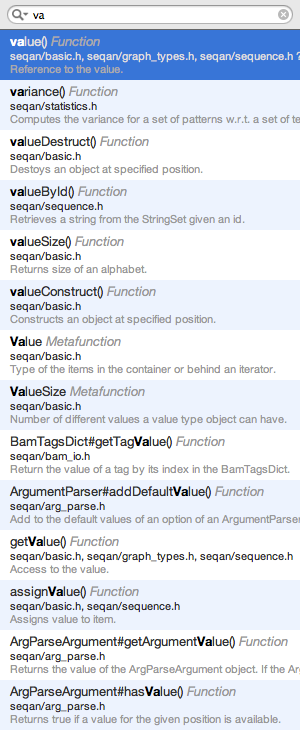 va
value() Function
seqan/basic.h, seqan/graph_types.h, seqan/sequence.h ?
Reference to the value.
variance() Function
seqan/statistics.h
Computes the variance for a set of patterns w.r.t. a set of te
valueDestruct() Function
seqan/basic.h
Destoys an object at specified position.
valueById() Function
seqan/sequence.h
Retrieves a string from the StringSet given an id.
valueSize() Function
seqan/basic.h
Returns size of an alphabet.
valueConstruct() Function
seqan/basic.h
Constructs an object at specified position.
Value Metafunction
seqan/basic.h
Type of the items in the container or behind an iterator.
ValueSize Metafunction
seqan/basic.h
Number of different values a value type object can have.
BamTagsDict#getTagValue() Function
seqan/bam_io.h
Return the value of a tag by its index in the BamTagsDict.
ArgumentParser#addDefaultValue() Function
seqan/arg_parse.h
Add to the default values of an option of an ArgumentParser
getValue() Function
seqan/basic.h, seqan/graph_types.h, seqan/sequence.h
Access to the value.
assignValue() Function
seqan/basic.h, seqan/sequence.h
Assigns value to item.
ArgParseArgument#getArgumentValue() Function
seqan/arg_parse.h
Returns the value of the ArgParseArgument object. If the Ar
ArgParseArgument#hasValue() Function
seqan/arg_parse.h
Returns true if a value for the given position is available.